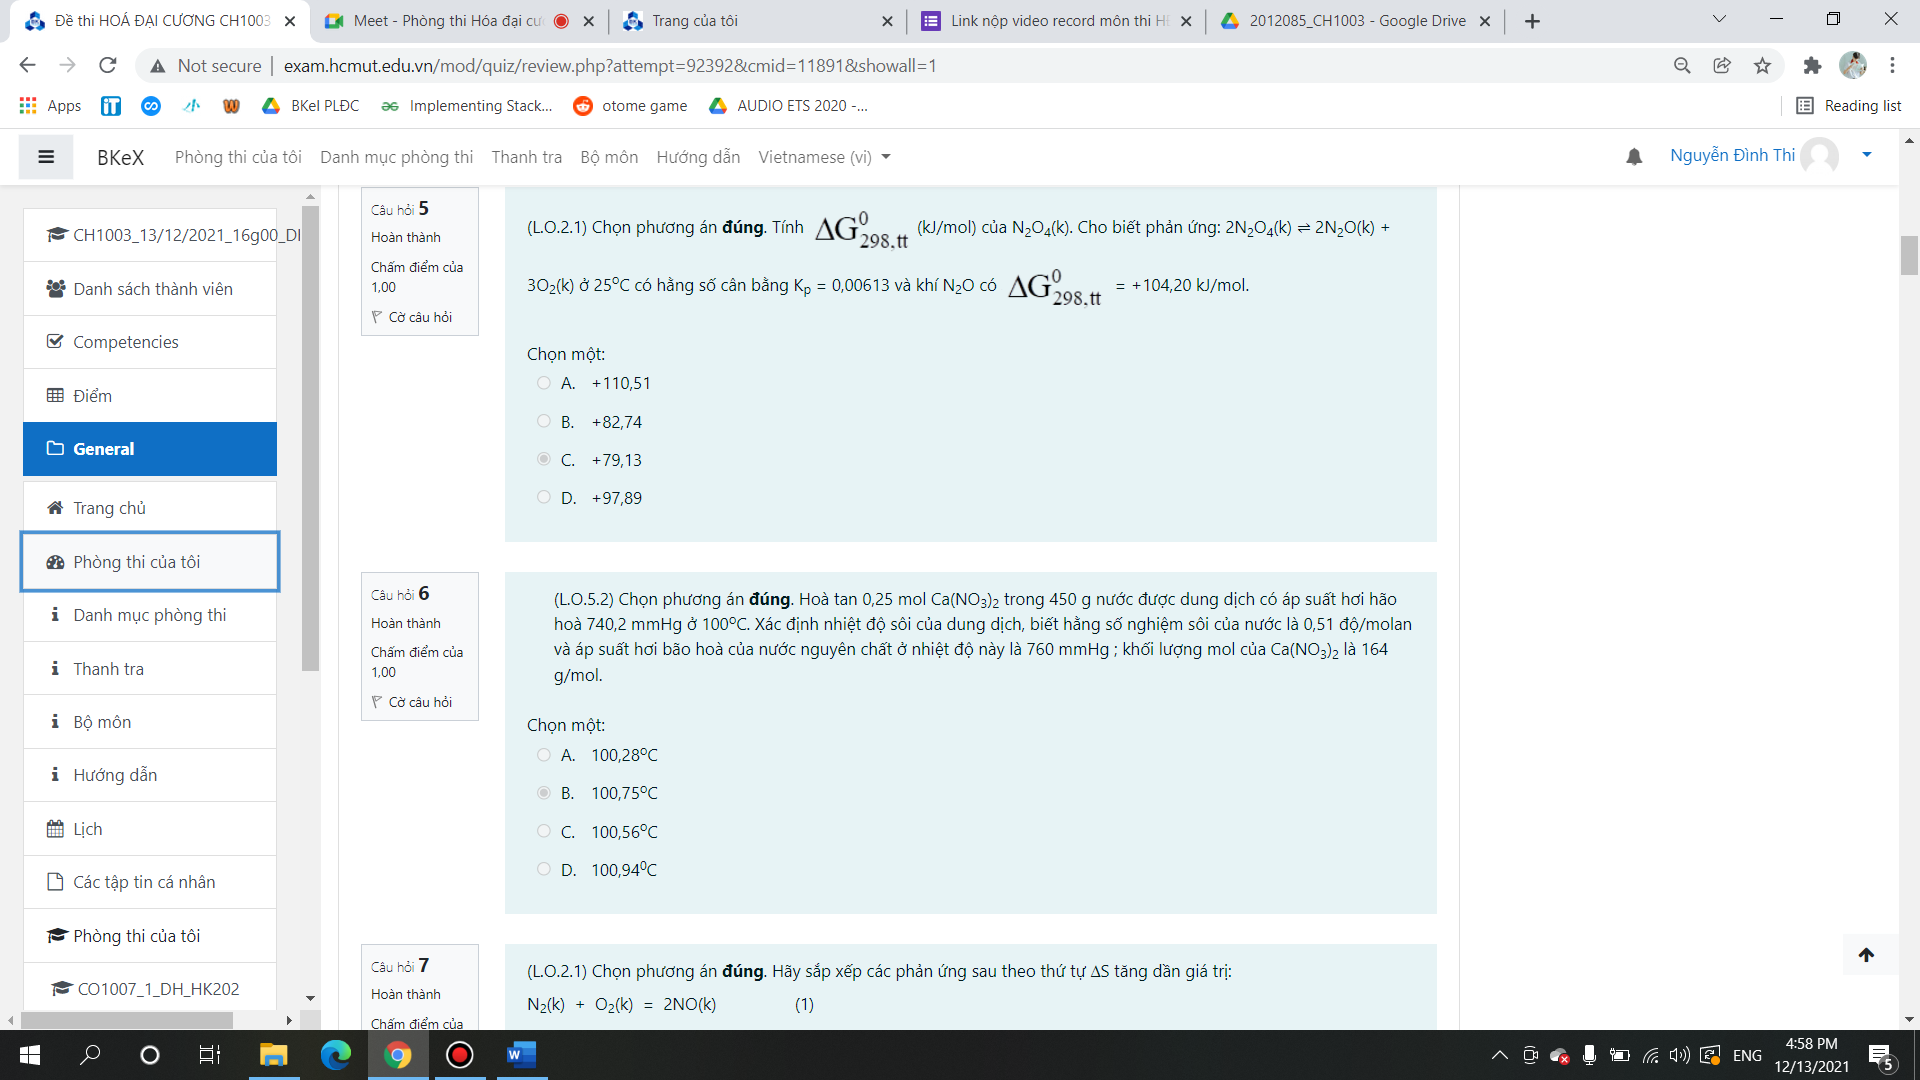 Đề thi HOÁ ĐẠI CƯƠNG CH1003
Meet - Phòng thi Hóa đại cư
Trang của tôi
Link nộp video record môn thi H
2012085_CH1003 - Google Drive
Not secure
exam.hcmut.edu.vn/mod/quiz/review.php?attempt=92392&cmid=11891&showall=1
Apps
BKeI PLĐC
Implementing Stack...
otome game
AUDIO ETS 2020 -...
Reading list
BKeX
Phòng thi của tôi
Danh mục phòng thi
Thanh tra
Bộ môn
Hướng dẫn
Vietnamese (vi)
Nguyễn Đình Thi
CH1003_13/12/2021_16g00_DI
Danh sách thành viên
Competencies
Điểm
General
Trang chủ
Phòng thi của tôi
Danh mục phòng thi
Thanh tra
Bộ môn
Hướng dẫn
Lịch
Các tập tin cá nhân
Phòng thi của tôi
CO1007_1_DH_HK202
Câu hỏi 5
Hoàn thành
Chấm điểm của
1,00
Cờ câu hỏi
(L.O.2.1) Chọn phương án đúng. Tính ΔG⁰298,tt (kJ/mol) của N₂O₄(k). Cho biết phản ứng: 2N₂O₄(k) ⇌ 2N₂O(k) +
3O₂(k) ở 25⁰C có hằng số cân bằng Kp = 0,00613 và khí N₂O có ΔG⁰298,tt = +104,20 kJ/mol.
Chọn một:
A. +110,51
B. +82,74
C. +79,13
D. +97,89
Câu hỏi 6
Hoàn thành
Chấm điểm của
1,00
Cờ câu hỏi
(L.O.5.2) Chọn phương án đúng. Hoà tan 0,25 mol Ca(NO₃)₂ trong 450 g nước được dung dịch có áp suất hơi hão
hoà 740,2 mmHg ở 100⁰C. Xác định nhiệt độ sôi của dung dịch, biết hằng số nghiệm sôi của nước là 0,51 độ/molan
và áp suất hơi bão hoà của nước nguyên chất ở nhiệt độ này là 760 mmHg ; khối lượng mol của Ca(NO₃)₂ là 164
g/mol.
Chọn một:
A. 100,28⁰C
B. 100,75⁰C
C. 100,56⁰C
D. 100,94⁰C
Câu hỏi 7
Hoàn thành
Chấm điểm của
(L.O.2.1) Chọn phương án đúng. Hãy sắp xếp các phản ứng sau theo thứ tự ΔS tăng dần giá trị:
N₂(k) + O₂(k) = 2NO(k) (1)
ENG
4:58 PM
12/13/2021
5